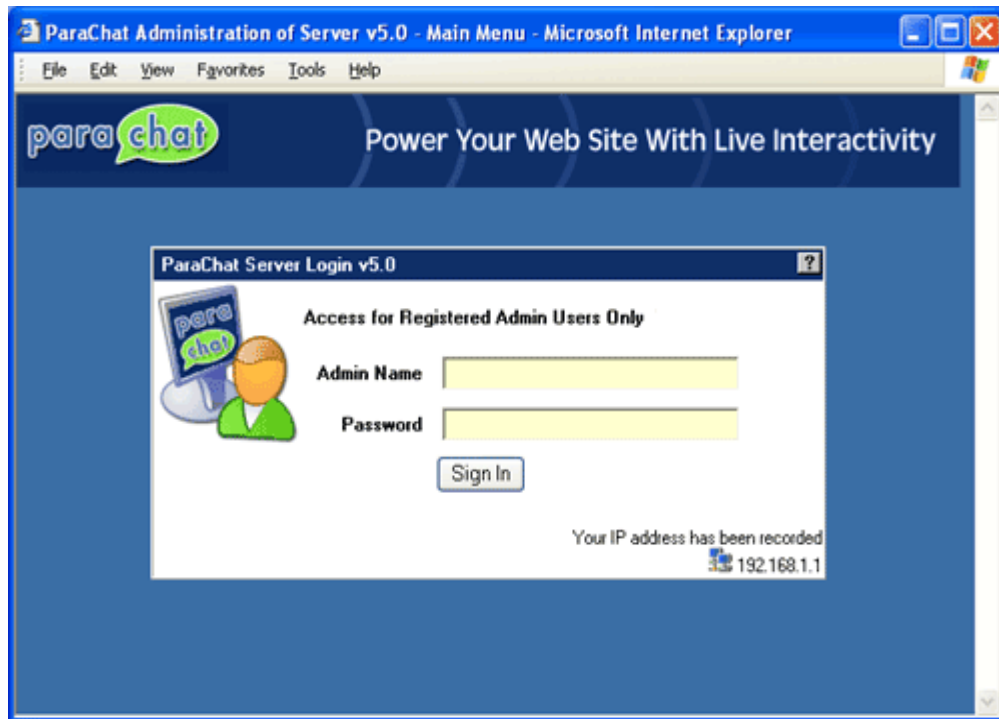 ParaChat Administration of Server v5.0 - Main Menu - Microsoft Internet Explorer
File Edit View Favorites Tools Help
para chat Power Your Web Site With Live Interactivity
ParaChat Server Login v5.0 ?
para
chat
Access for Registered Admin Users Only
Admin Name
Password
Sign In
Your IP address has been recorded
192.168.1.1